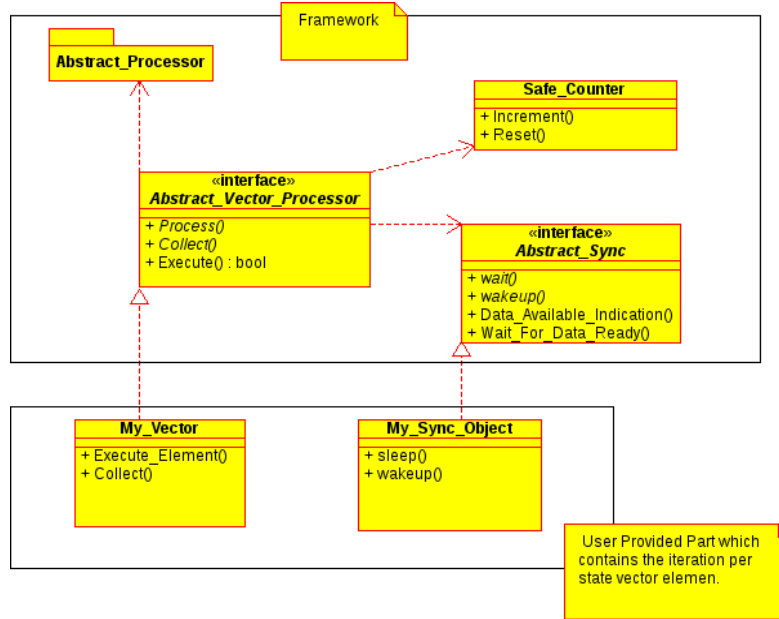 Framework
Abstract_Processor
Safe_Counter
+ Increment()
+ Reset()
«interface»
Abstract_Vector_Processor
+ Process()
+ Collect()
+ Execute() : bool
«interface»
Abstract_Sync
+ wait()
+ wakeup()
+ Data_Available_Indication()
+ Wait_For_Data_Ready()
My_Vector
+ Execute_Element()
+ Collect()
My_Sync_Object
+ sleep()
+ wakeup()
User Provided Part which
contains the iteration per
state vector elemen.